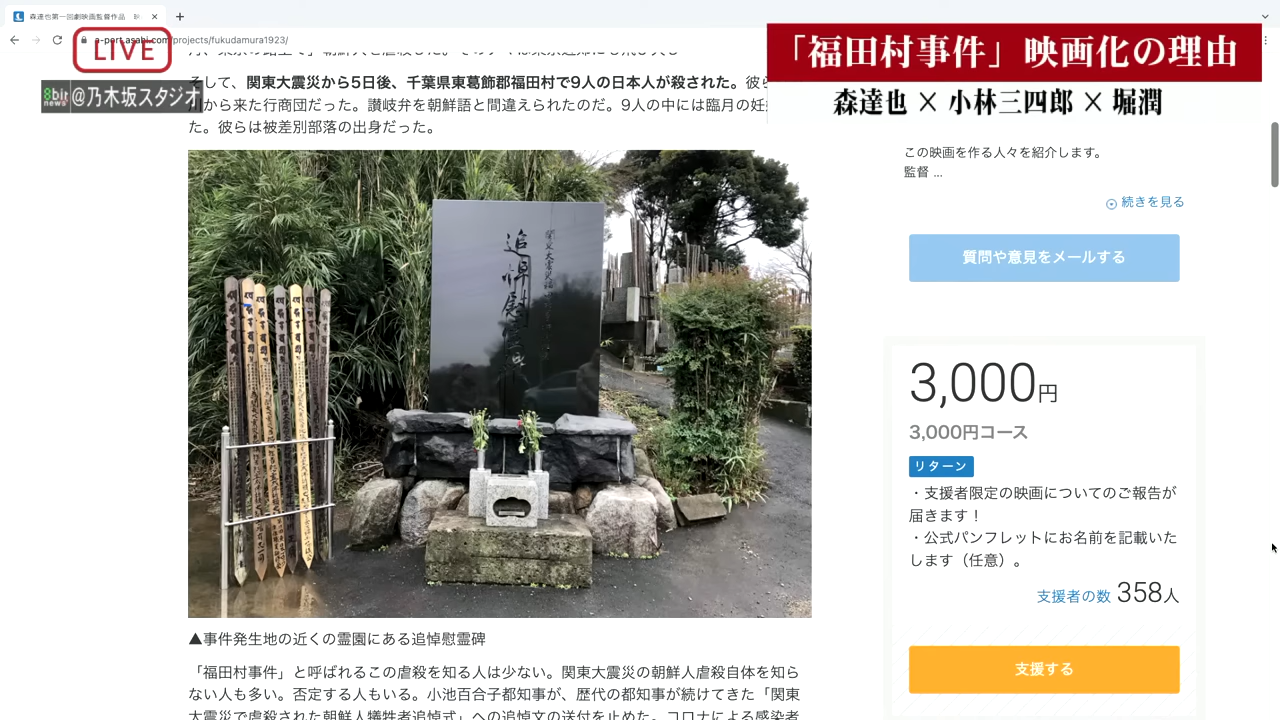 森達也第一回劇映画監督作品
a-port.asahi.com/projects/fukudamura1923/
LIVE
8bit news @乃木坂スタジオ
「福田村事件」映画化の理由
森達也 × 小林三四郎 × 堀潤
そして、関東大震災から5日後、千葉県東葛飾郡福田村で9人の日本人が殺された。彼ら
川から来た行商団だった。讃岐弁を朝鮮語と間違えられたのだ。9人の中には臨月の妊
た。彼らは被差別部落の出身だった。
追悼慰霊碑
▲事件発生地の近くの霊園にある追悼慰霊碑
「福田村事件」と呼ばれるこの虐殺を知る人は少ない。関東大震災の朝鮮人虐殺自体を知ら
ない人も多い。否定する人もいる。小池百合子都知事が、歴代の都知事が続けてきた「関東
大震災で虐殺された朝鮮人犠牲者追悼式」への追悼文の送付を止めた。コロナによる感染者
この映画を作る人々を紹介します。
監督 ...
続きを見る
質問や意見をメールする
3,000円
3,000円コース
リターン
・支援者限定の映画についてのご報告が
届きます！
・公式パンフレットにお名前を記載いた
します（任意）。
支援者の数 358人
支援する